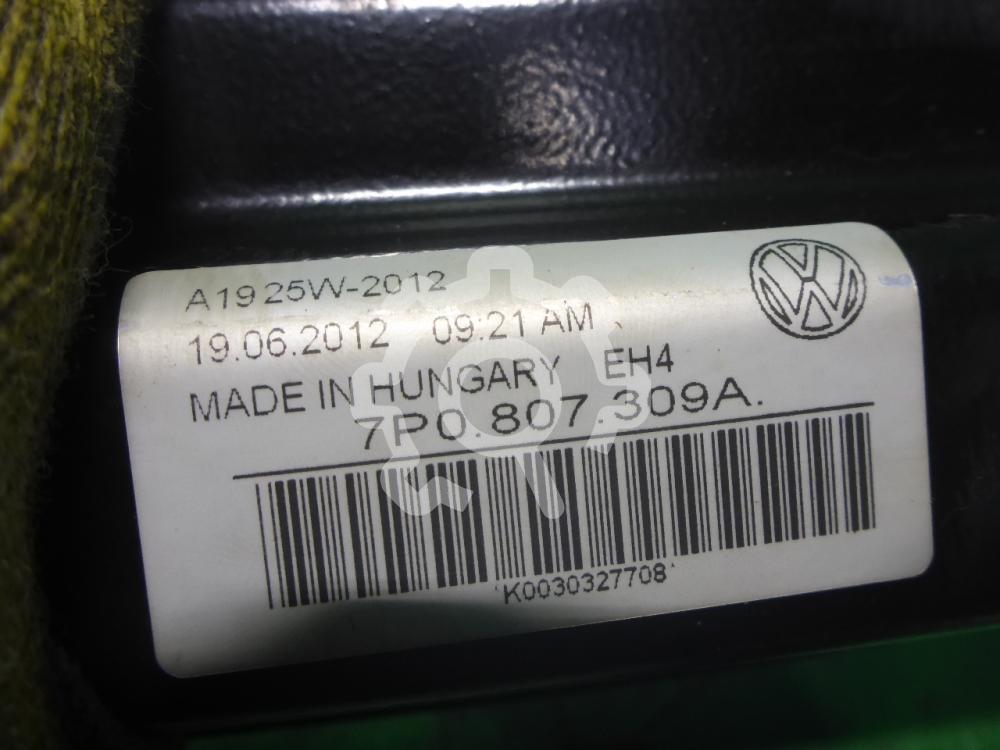 A1925W-2012
19.06.2012 09:21 AM
MADE IN HUNGARY EH4
7P0.807.309A.
*K0030327708*